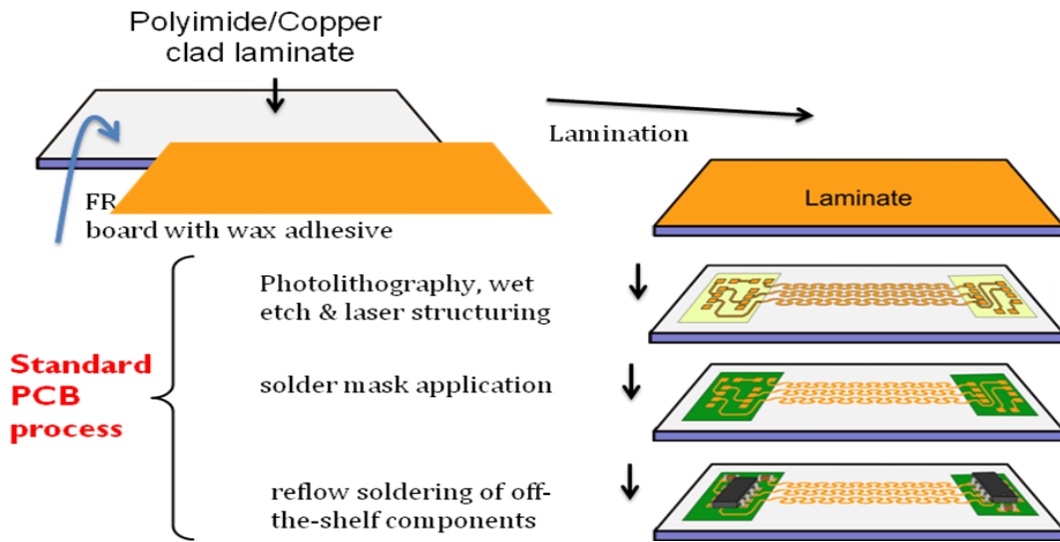 Polyimide/Copper
clad laminate
Lamination
FR
board with wax adhesive
Laminate
Photolithography, wet
etch & laser structuring
Standard
PCB
process
solder mask application
reflow soldering of off-
the-shelf components